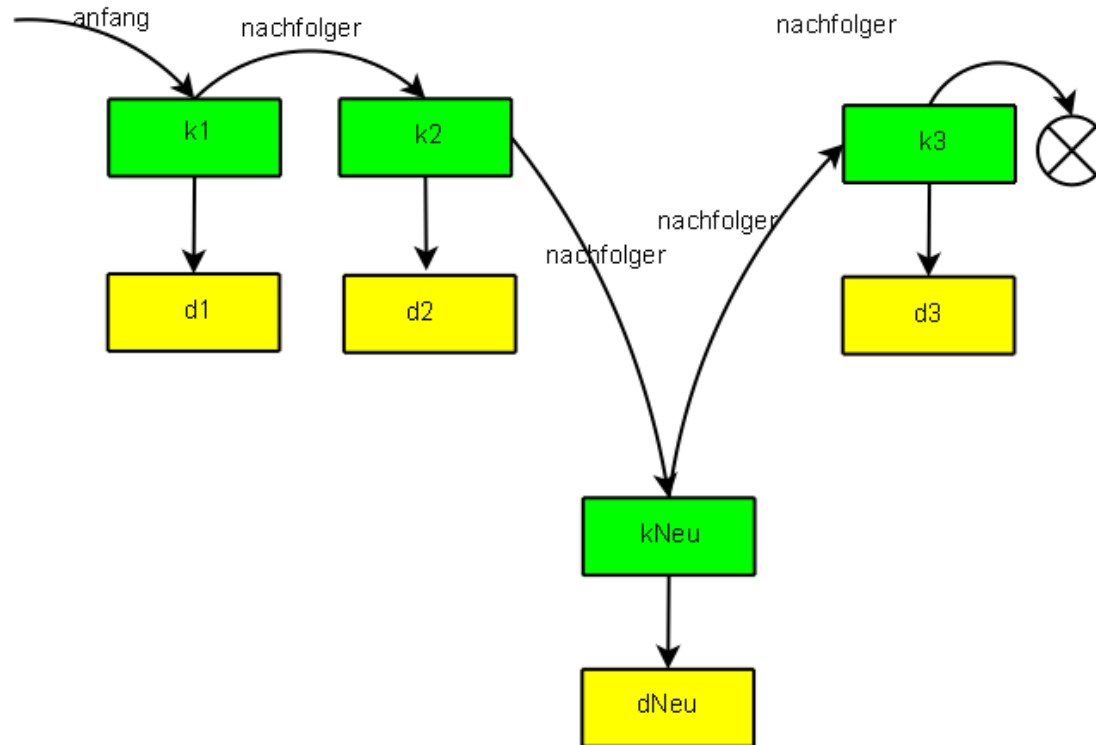 anfang
nachfolger
nachfolger
k1
k2
k3
nachfolger
nachfolger
d1
d2
d3
kNeu
dNeu